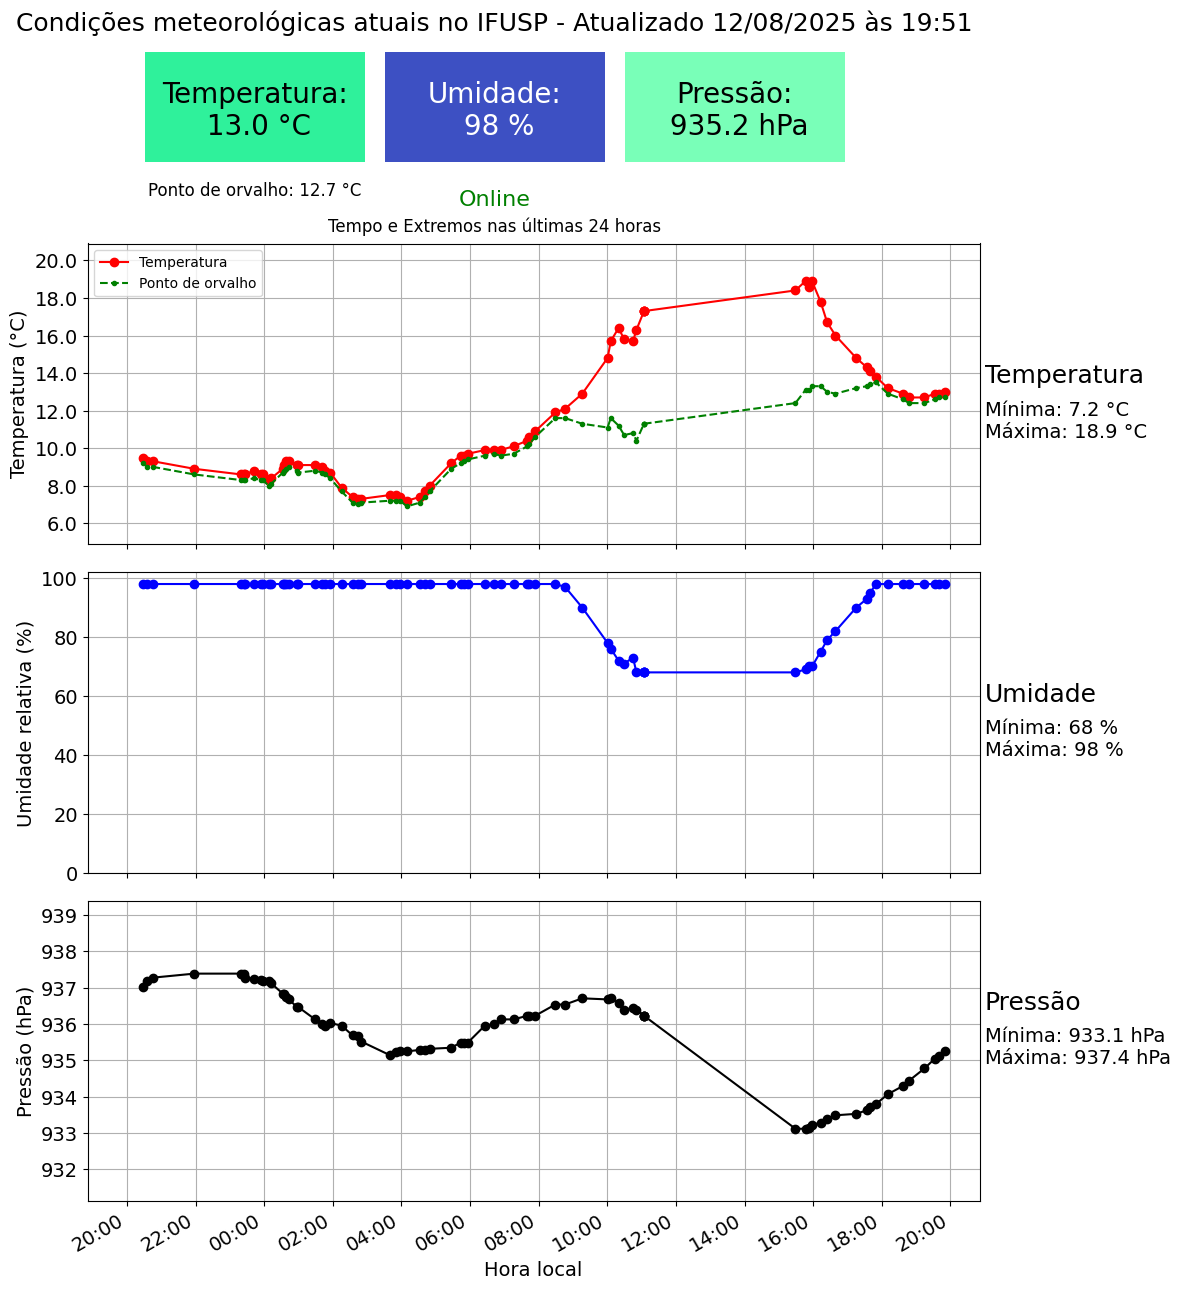 Condições meteorológicas atuais no IFUSP - Atualizado 12/08/2025 às 19:51
Temperatura:
13.0 °C
Umidade:
98 %
Pressão:
935.2 hPa
Ponto de orvalho: 12.7 °C
Online
Tempo e Extremos nas últimas 24 horas
Temperatura
Ponto de orvalho
Temperatura (°C)
20.0
18.0
16.0
14.0
12.0
10.0
8.0
6.0
Temperatura
Mínima: 7.2 °C
Máxima: 18.9 °C
Umidade relativa (%)
100
80
60
40
20
0
Umidade
Mínima: 68 %
Máxima: 98 %
Pressão (hPa)
939
938
937
936
935
934
933
932
Pressão
Mínima: 933.1 hPa
Máxima: 937.4 hPa
20:00 22:00 00:00 02:00 04:00 06:00 08:00 10:00 12:00 14:00 16:00 18:00 20:00
Hora local